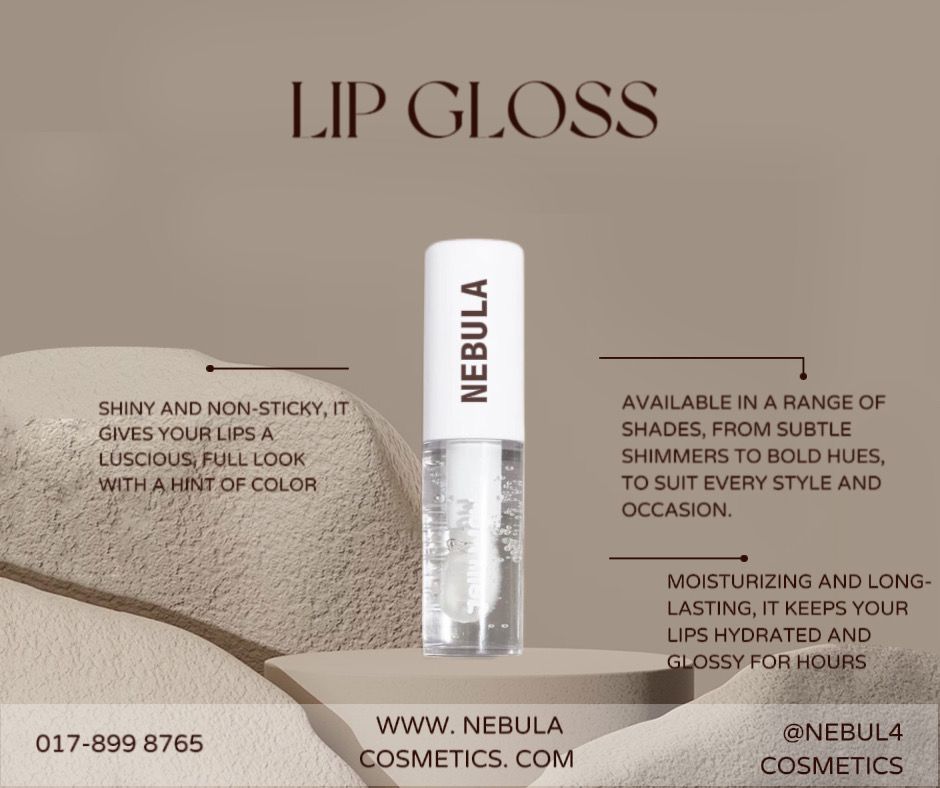 LIP GLOSS
NEBULA
SHINY AND NON-STICKY, IT
GIVES YOUR LIPS A
LUSCIOUS, FULL LOOK
WITH A HINT OF COLOR
AVAILABLE IN A RANGE OF
SHADES, FROM SUBTLE
SHIMMERS TO BOLD HUES,
TO SUIT EVERY STYLE AND
OCCASION.
MOISTURIZING AND LONG-
LASTING, IT KEEPS YOUR
LIPS HYDRATED AND
GLOSSY FOR HOURS
017-899 8765
WWW. NEBULA
COSMETICS. COM
@NEBUL4
COSMETICS